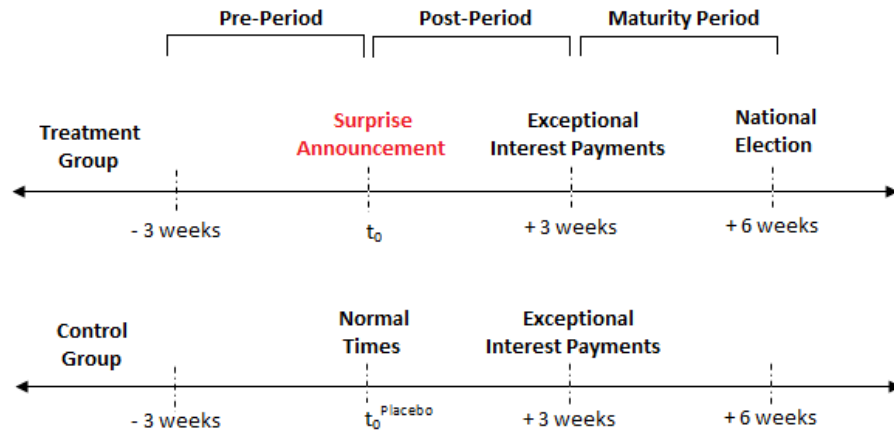 Pre-Period Post-Period Maturity Period
Treatment Group
Surprise Announcement
Exceptional Interest Payments
National Election
- 3 weeks t₀ + 3 weeks + 6 weeks
Control Group
Normal Times
Exceptional Interest Payments
- 3 weeks t₀ᴾˡᵃᶜᵉᵇᵒ + 3 weeks + 6 weeks